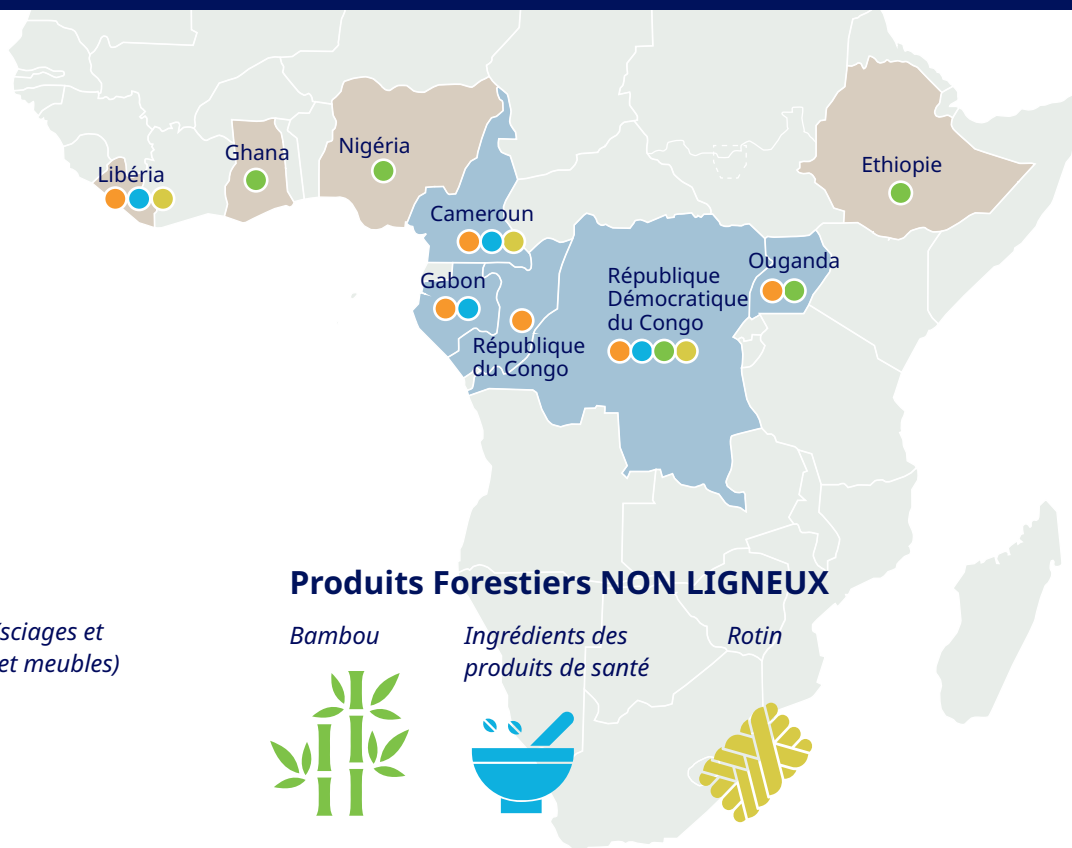 Ghana
Nigéria
Libéria
Ethiopie
Cameroun
Ouganda
Gabon
République
Démocratique
du Congo
République
du Congo
Produits Forestiers NON LIGNEUX
sciages et
et meubles)
Bambou
Ingrédients des
produits de santé
Rotin